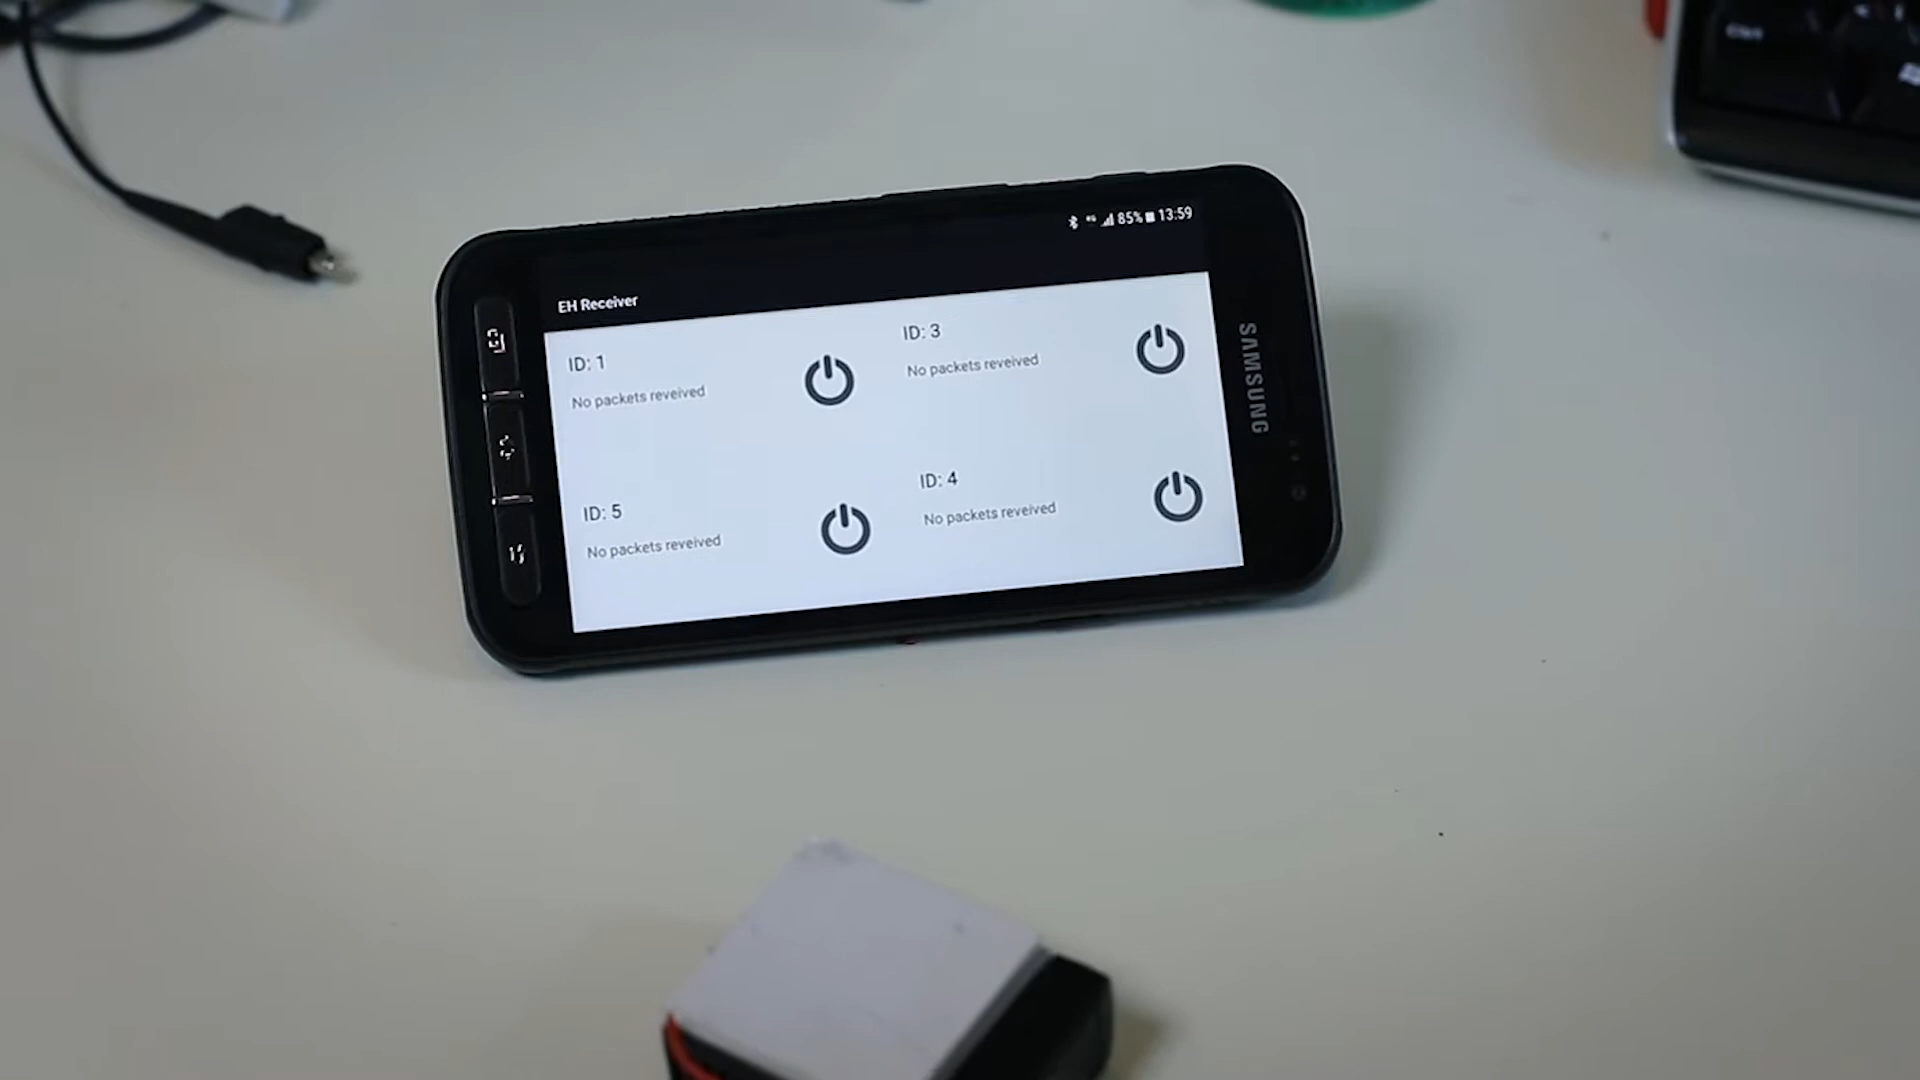 85% 13:59
EH Receiver
ID: 1
No packets reveived
ID: 3
No packets reveived
ID: 5
No packets reveived
ID: 4
No packets reveived
SAMSUNG
Ctrl